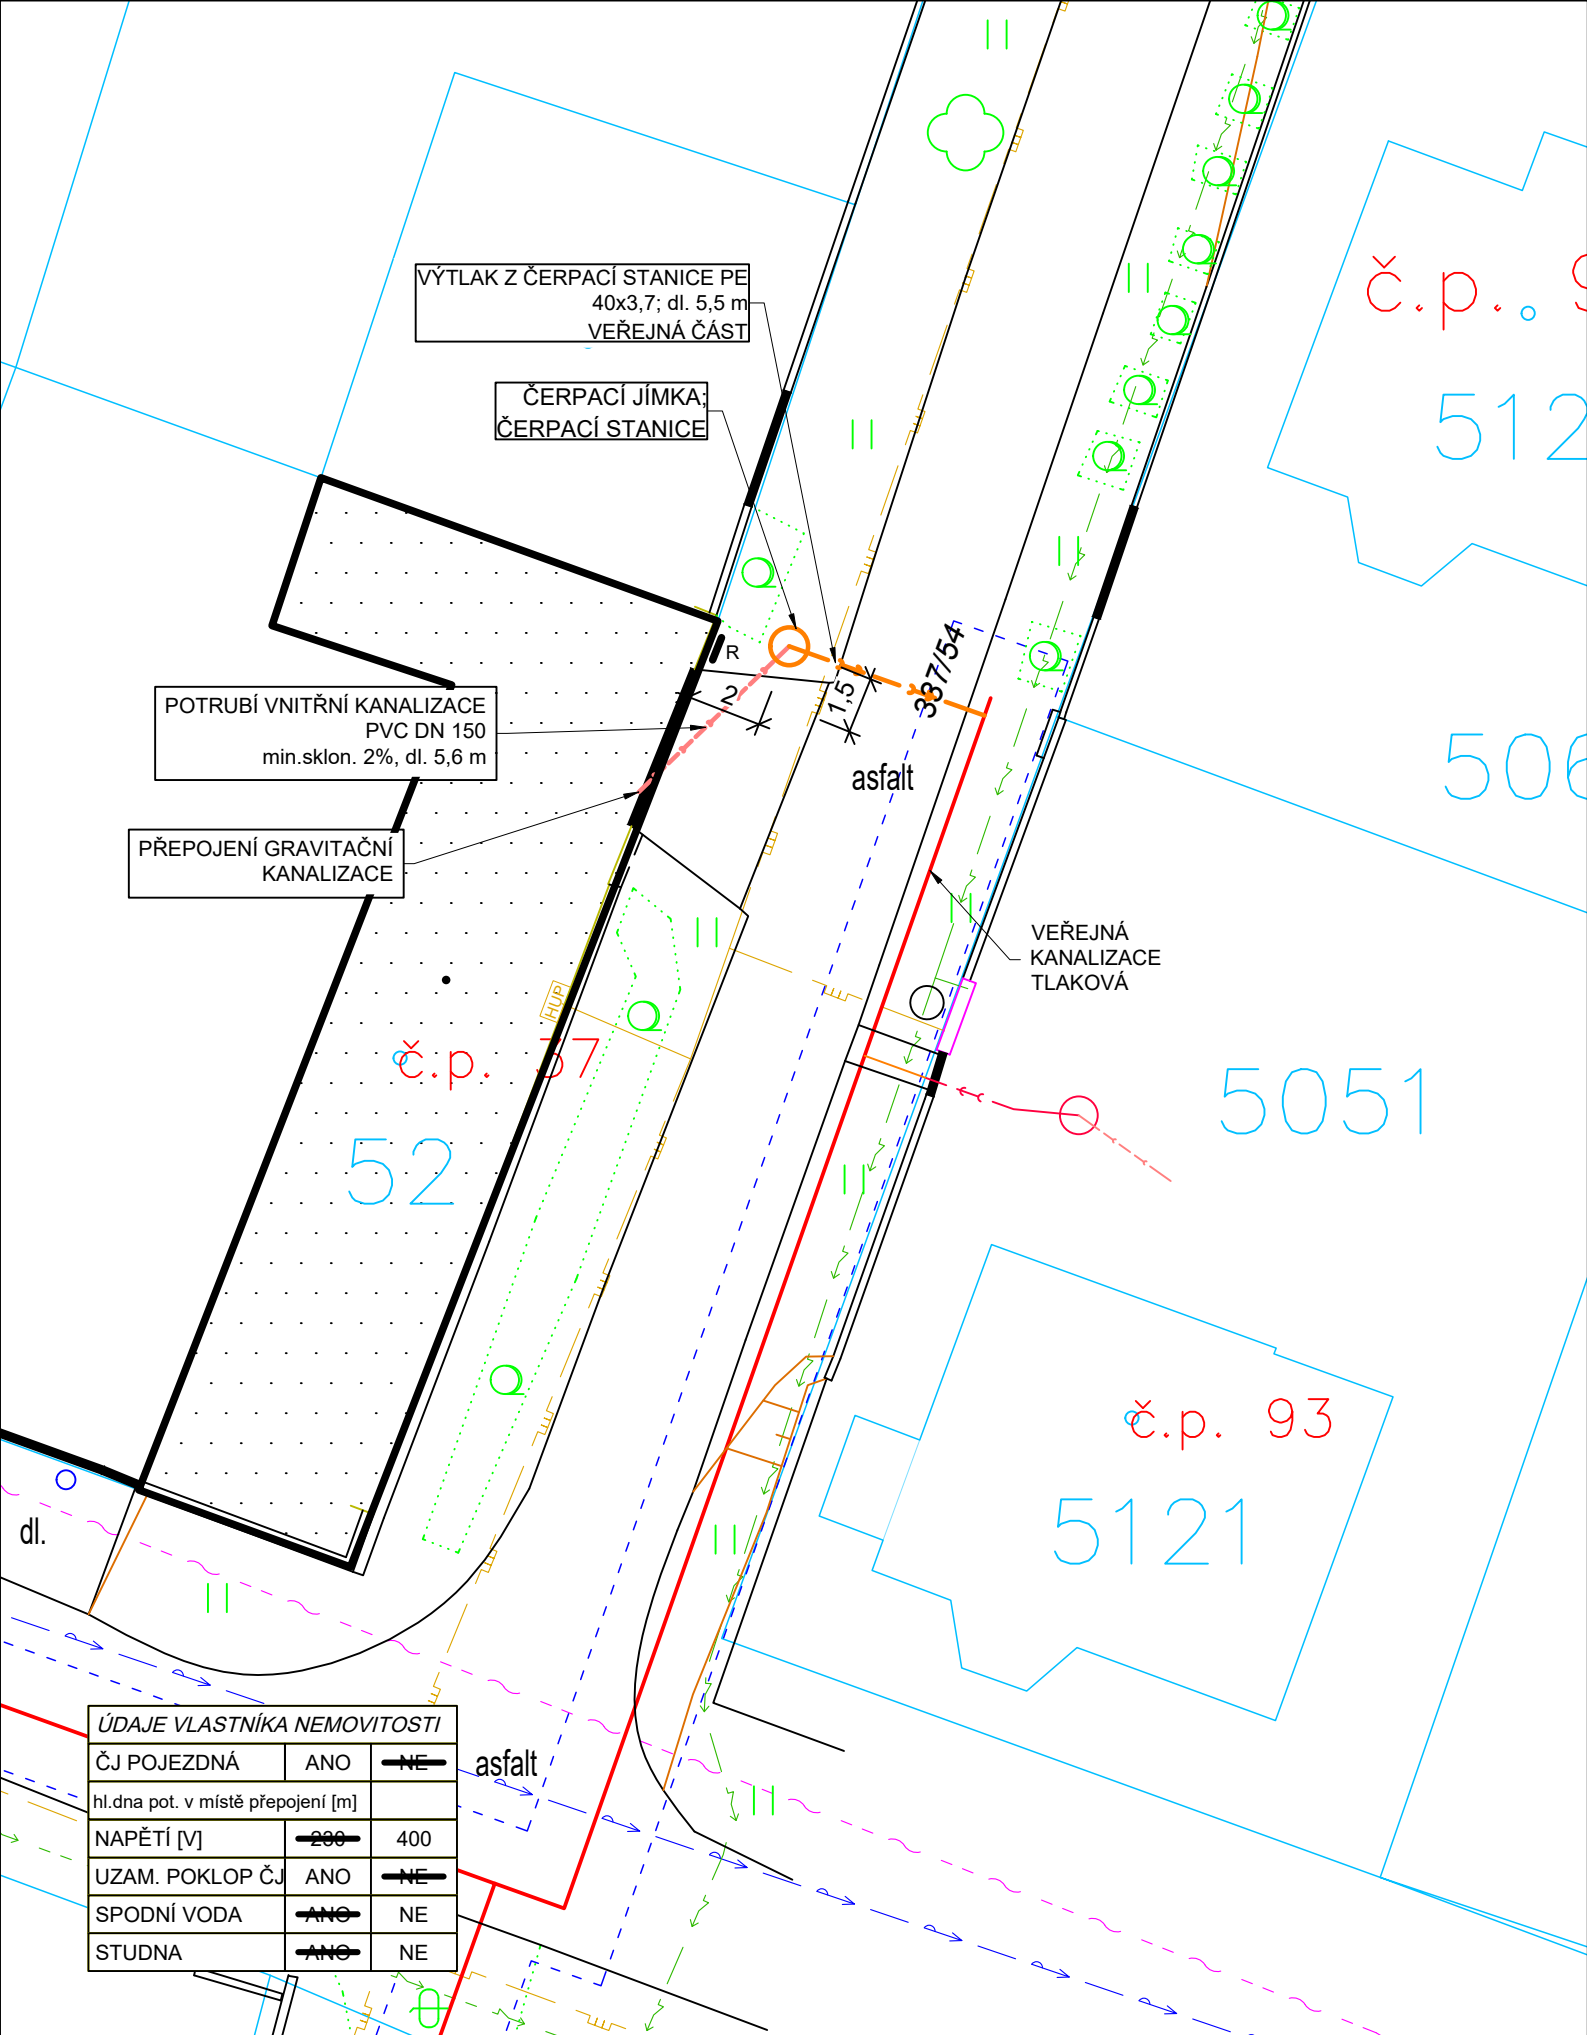 VÝTLAK Z ČERPACÍ STANICE PE
40x3,7; dl. 5,5 m
VEŘEJNÁ ČÁST
č.p.
512
ČERPACÍ JÍMKA;
ČERPACÍ STANICE
R
2
1,5
337/54
POTRUBÍ VNITŘNÍ KANALIZACE
PVC DN 150
min.sklon. 2%, dl. 5,6 m
asfalt
506
PŘEPOJENÍ GRAVITAČNÍ
KANALIZACE
VEŘEJNÁ
KANALIZACE
TLAKOVÁ
HUP
č.p. 37
52
5051
č.p. 93
5121
dl.
asfalt
ÚDAJE VLASTNÍKA NEMOVITOSTI
ČJ POJEZDNÁ ANO NE
hl.dna pot. v místě přepojení [m]
NAPĚTÍ [V] 230 400
UZAM. POKLOP ČJ ANO NE
SPODNÍ VODA ANO NE
STUDNA ANO NE